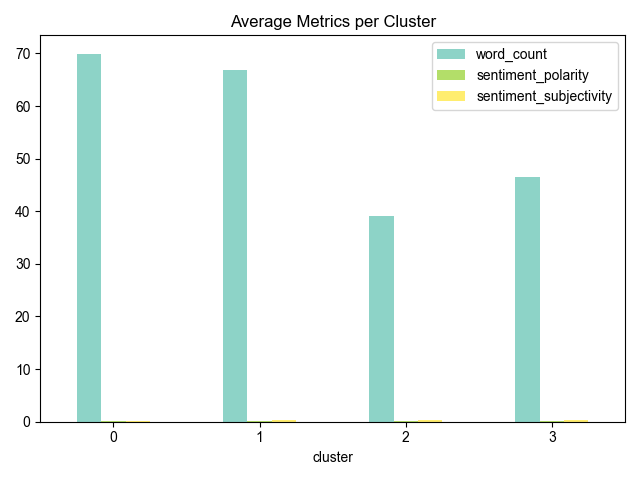 Average Metrics per Cluster
word_count
sentiment_polarity
sentiment_subjectivity
70
60
50
40
30
20
10
0
0 1 2 3
cluster